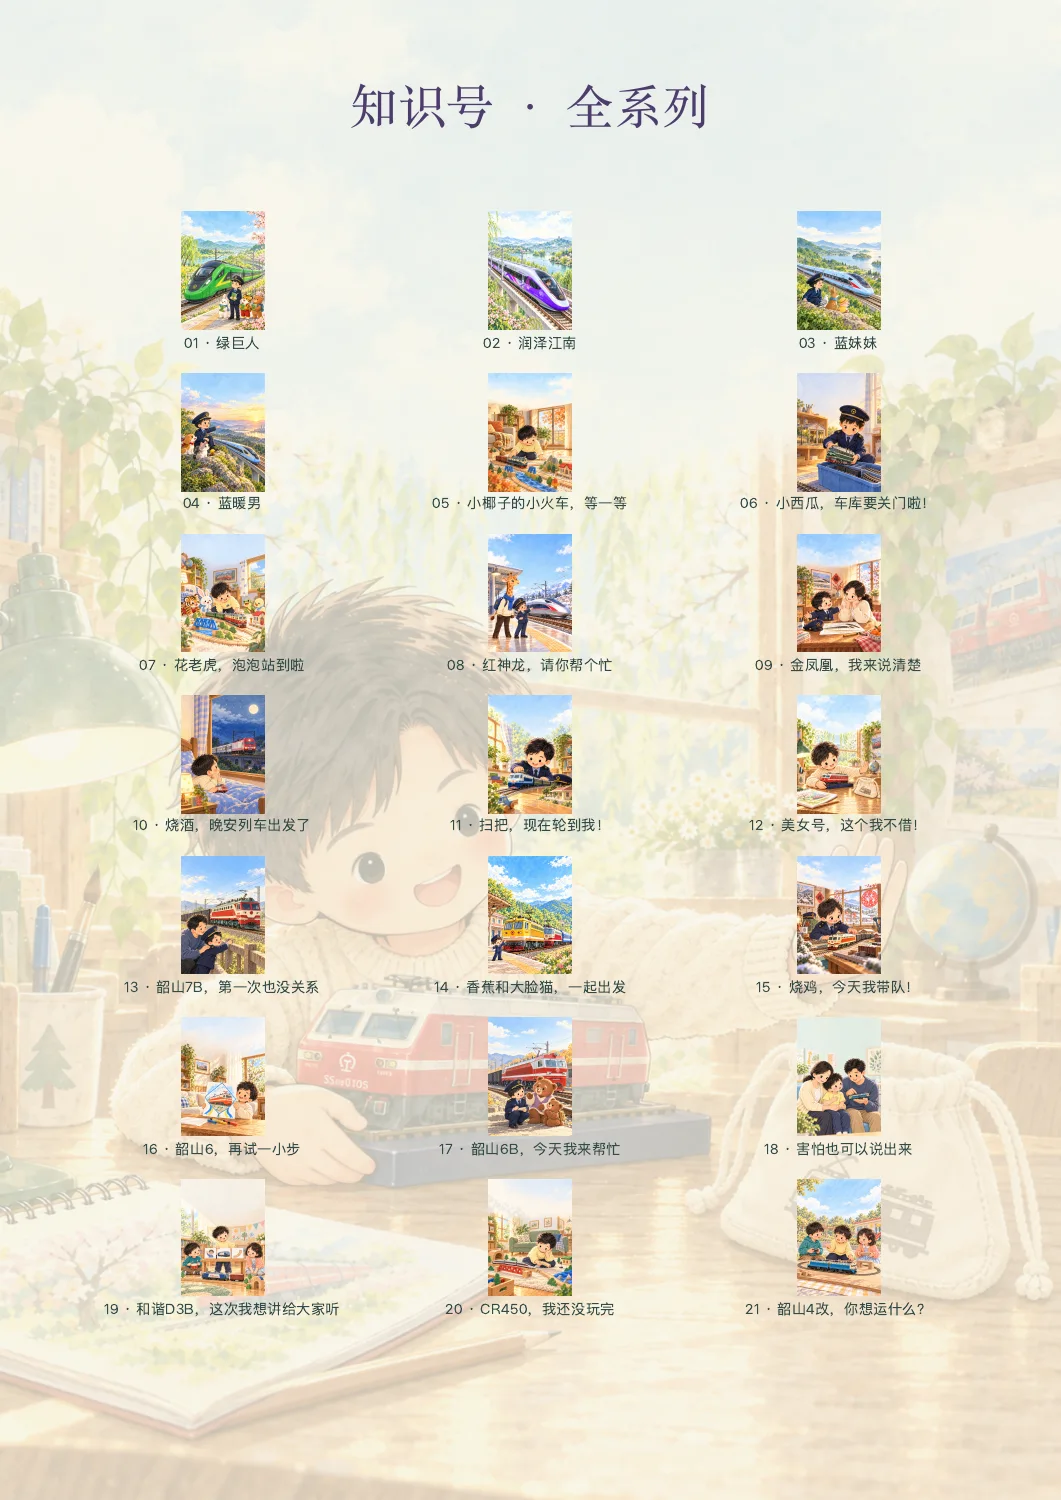 知识号 · 全系列
01 · 绿巨人
02 · 润泽江南
03 · 蓝妹妹
04 · 蓝暖男
05 · 小椰子的小火车，等一等
06 · 小西瓜，车库要关门啦！
07 · 花老虎，泡泡站到啦
08 · 红神龙，请你帮个忙
09 · 金凤凰，我来说清楚
10 · 烧酒，晚安列车出发了
11 · 扫把，现在轮到我！
12 · 美女号，这个我不借！
13 · 韶山7B，第一次也没关系
14 · 香蕉和大脸猫，一起出发
15 · 烧鸡，今天我带队！
16 · 韶山6，再试一小步
17 · 韶山6B，今天我来帮忙
18 · 害怕也可以说出来
19 · 和谐D3B，这次我想讲给大家听
20 · CR450，我还没玩完
21 · 韶山4改，你想运什么？